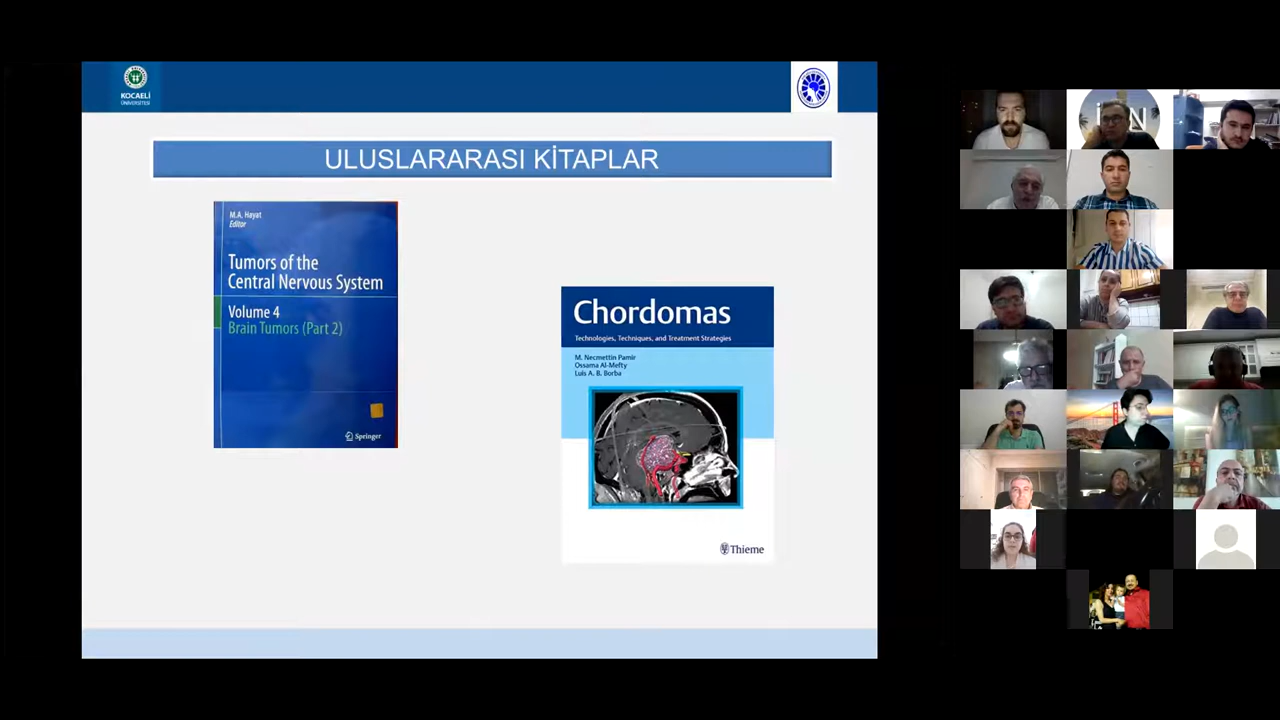 KOCAELİ
ÜNİVERSİTESİ
ULUSLARARASI KİTAPLAR
M.A. Hayat
Editor
Tumors of the
Central Nervous System
Volume 4
Brain Tumors (Part 2)
Springer
Chordomas
Technologies, Techniques, and Treatment Strategies
M. Necmettin Pamir
Ossama Al-Mefty
Luis A. B. Borba
Thieme